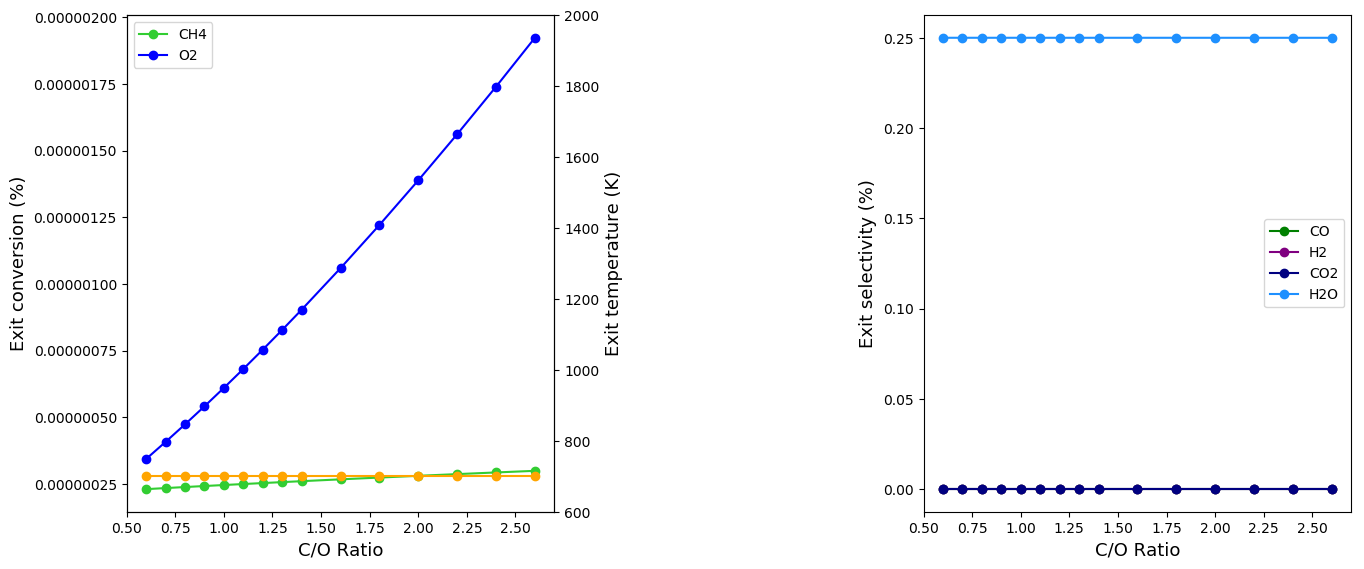 0.00000200
0.00000175
0.00000150
0.00000125
0.00000100
0.00000075
0.00000050
0.00000025
Exit conversion (%)
CH4
O2
0.50 0.75 1.00 1.25 1.50 1.75 2.00 2.25 2.50
C/O Ratio
2000
1800
1600
1400
1200
1000
800
600
Exit temperature (K)
0.25
0.20
0.15
0.10
0.05
0.00
Exit selectivity (%)
CO
H2
CO2
H2O
0.50 0.75 1.00 1.25 1.50 1.75 2.00 2.25 2.50
C/O Ratio